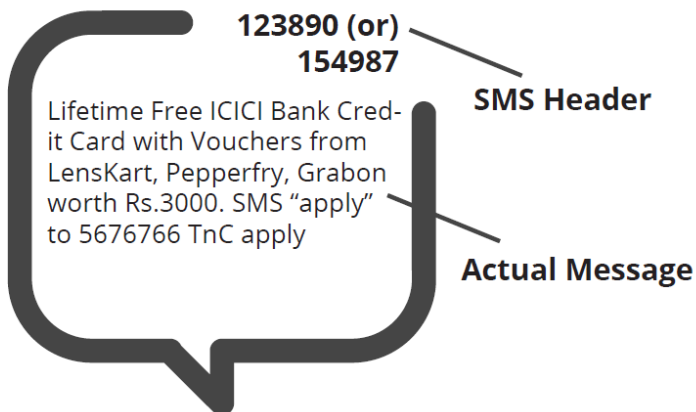 123890 (or)
154987
SMS Header
Lifetime Free ICICI Bank Cred-
it Card with Vouchers from
LensKart, Pepperfry, Grabon
worth Rs.3000. SMS “apply”
to 5676766 TnC apply
Actual Message